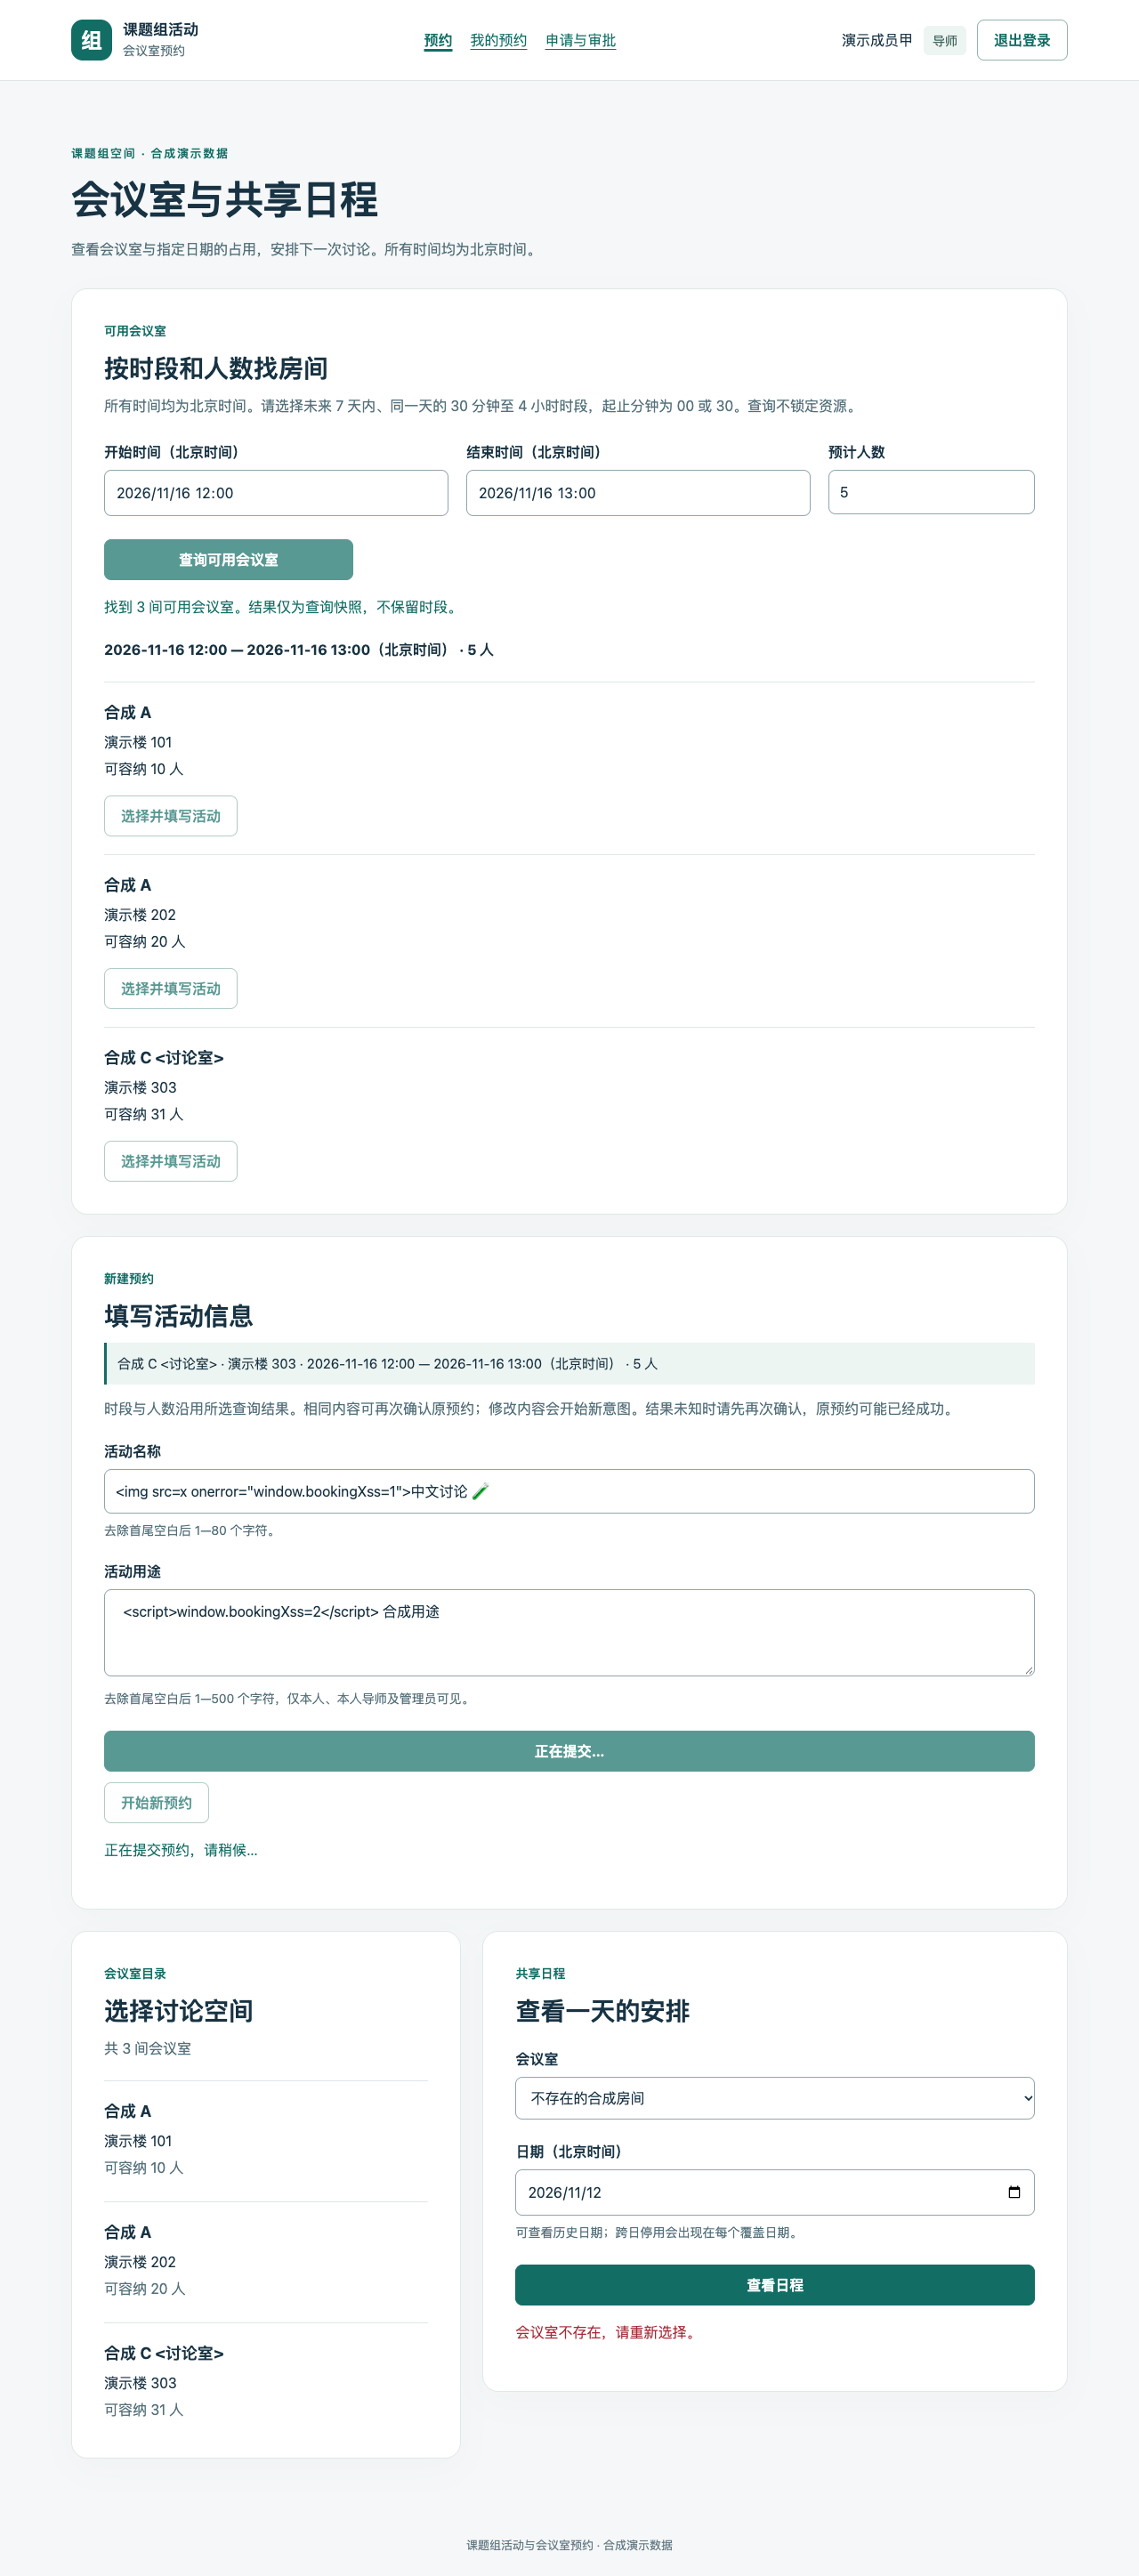 组
课题组活动
会议室预约
预约 我的预约 申请与审批
演示成员甲 导师 退出登录
课题组空间 · 合成演示数据
会议室与共享日程
查看会议室与指定日期的占用，安排下一次讨论。所有时间均为北京时间。
可用会议室
按时段和人数找房间
所有时间均为北京时间。请选择未来 7 天内、同一天的 30 分钟至 4 小时时段，起止分钟为 00 或 30。查询不锁定资源。
开始时间（北京时间） 结束时间（北京时间） 预计人数
2026/11/16 12:00 2026/11/16 13:00 5
查询可用会议室
找到 3 间可用会议室。结果仅为查询快照，不保留时段。
2026-11-16 12:00 — 2026-11-16 13:00（北京时间） · 5 人
合成 A
演示楼 101
可容纳 10 人
选择并填写活动
合成 A
演示楼 202
可容纳 20 人
选择并填写活动
合成 C <讨论室>
演示楼 303
可容纳 31 人
选择并填写活动
新建预约
填写活动信息
合成 C <讨论室> · 演示楼 303 · 2026-11-16 12:00 — 2026-11-16 13:00（北京时间） · 5 人
时段与人数沿用所选查询结果。相同内容可再次确认原预约；修改内容会开始新意图。结果未知时请先再次确认，原预约可能已经成功。
活动名称
<img src=x onerror="window.bookingXss=1">中文讨论 🧪
去除首尾空白后 1—80 个字符。
活动用途
<script>window.bookingXss=2</script> 合成用途
去除首尾空白后 1—500 个字符，仅本人、本人导师及管理员可见。
正在提交…
开始新预约
正在提交预约，请稍候…
会议室目录
选择讨论空间
共 3 间会议室
合成 A
演示楼 101
可容纳 10 人
合成 A
演示楼 202
可容纳 20 人
合成 C <讨论室>
演示楼 303
可容纳 31 人
共享日程
查看一天的安排
会议室
不存在的合成房间
日期（北京时间）
2026/11/12
可查看历史日期；跨日停用会出现在每个覆盖日期。
查看日程
会议室不存在，请重新选择。
课题组活动与会议室预约 · 合成演示数据